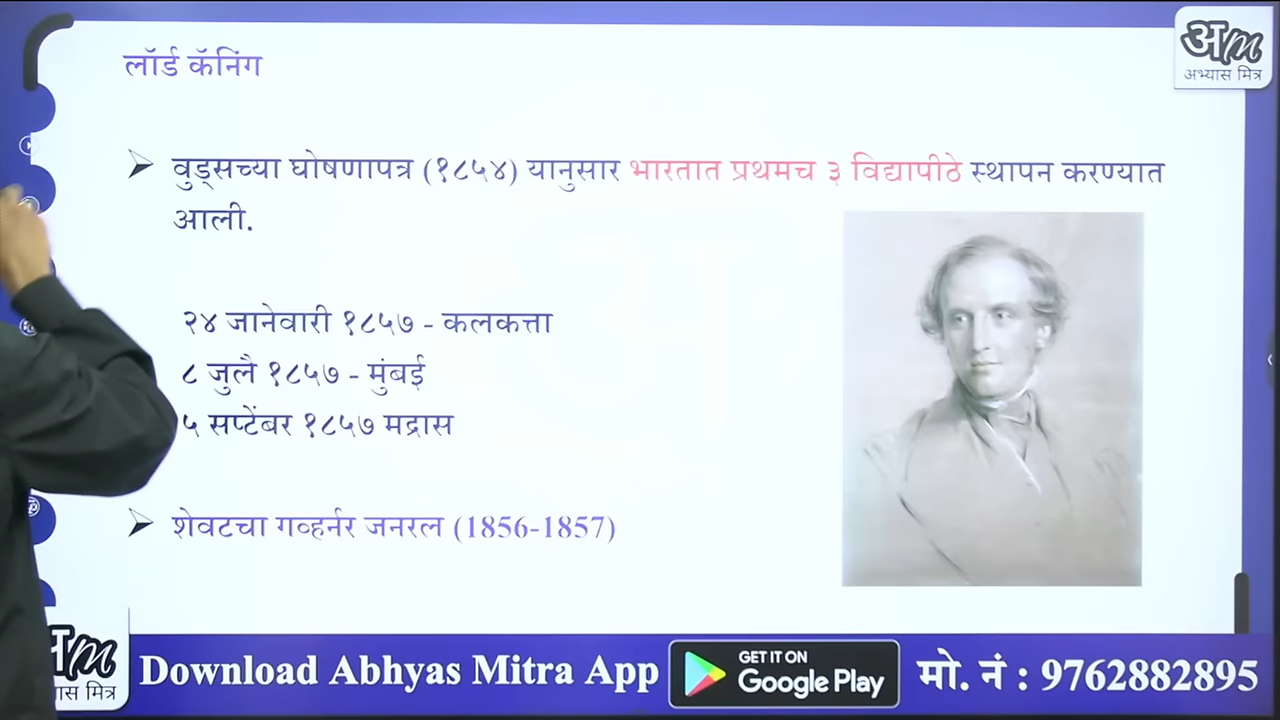 लॉर्ड कॅनिंग
अm
अभ्यास मित्र
वुड्सच्या घोषणापत्र (१८५४) यानुसार भारतात प्रथमच ३ विद्यापीठे स्थापन करण्यात
आली.
२४ जानेवारी १८५७ - कलकत्ता
८ जुलै १८५७ - मुंबई
५ सप्टेंबर १८५७ मद्रास
शेवटचा गव्हर्नर जनरल (1856-1857)
मित्र
Download Abhyas Mitra App
GET IT ON
Google Play
मो. नं : 9762882895